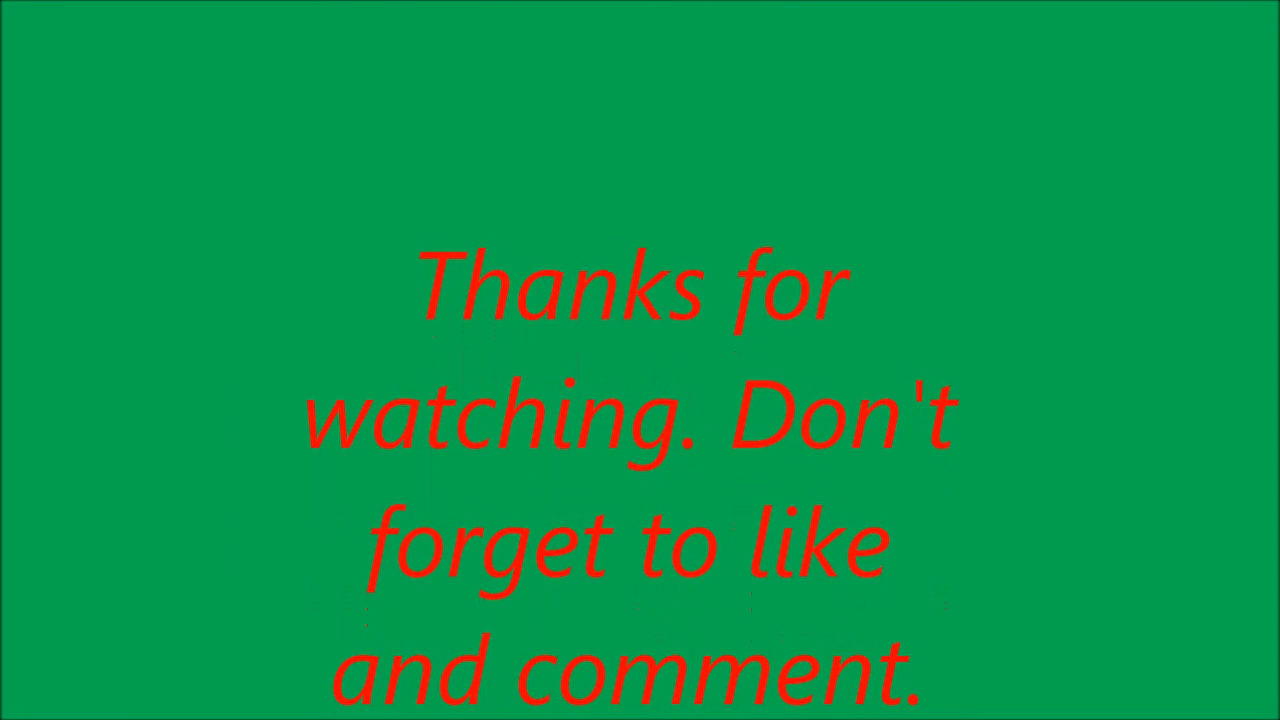 Thanks for
watching. Don't
forget to like
and comment.